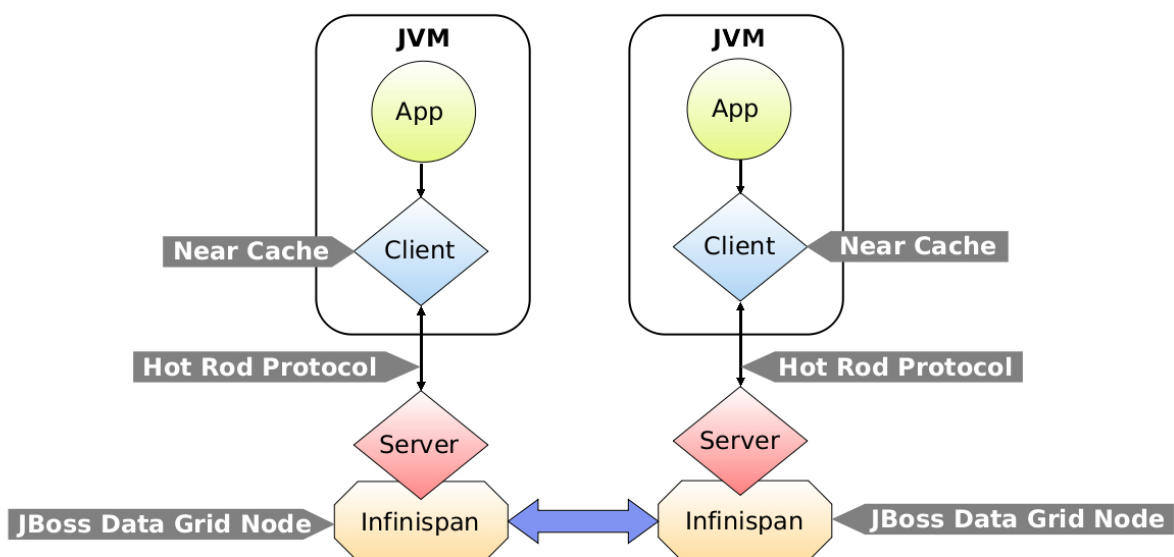 JVM
JVM
App
App
Client
Client
Near Cache
Near Cache
Hot Rod Protocol
Hot Rod Protocol
Server
Server
JBoss Data Grid Node
Infinispan
Infinispan
JBoss Data Grid Node